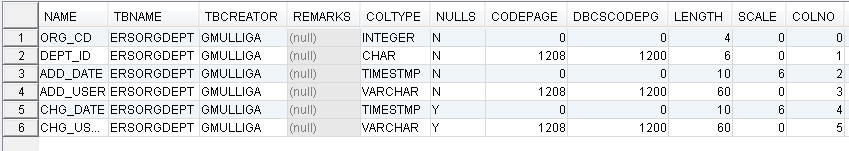 NAME TBNAME TBCREATOR REMARKS COLTYPE NULLS CODEPAGE DBCSCODEPG LENGTH SCALE COLNO
1 ORG_CD ERSORGDEPT GMULLIGA (null) INTEGER N 0 0 4 0 0
2 DEPT_ID ERSORGDEPT GMULLIGA (null) CHAR N 1208 1200 6 0 1
3 ADD_DATE ERSORGDEPT GMULLIGA (null) TIMESTMP N 0 0 10 6 2
4 ADD_USER ERSORGDEPT GMULLIGA (null) VARCHAR N 1208 1200 60 0 3
5 CHG_DATE ERSORGDEPT GMULLIGA (null) TIMESTMP Y 0 0 10 6 4
6 CHG_US... ERSORGDEPT GMULLIGA (null) VARCHAR Y 1208 1200 60 0 5